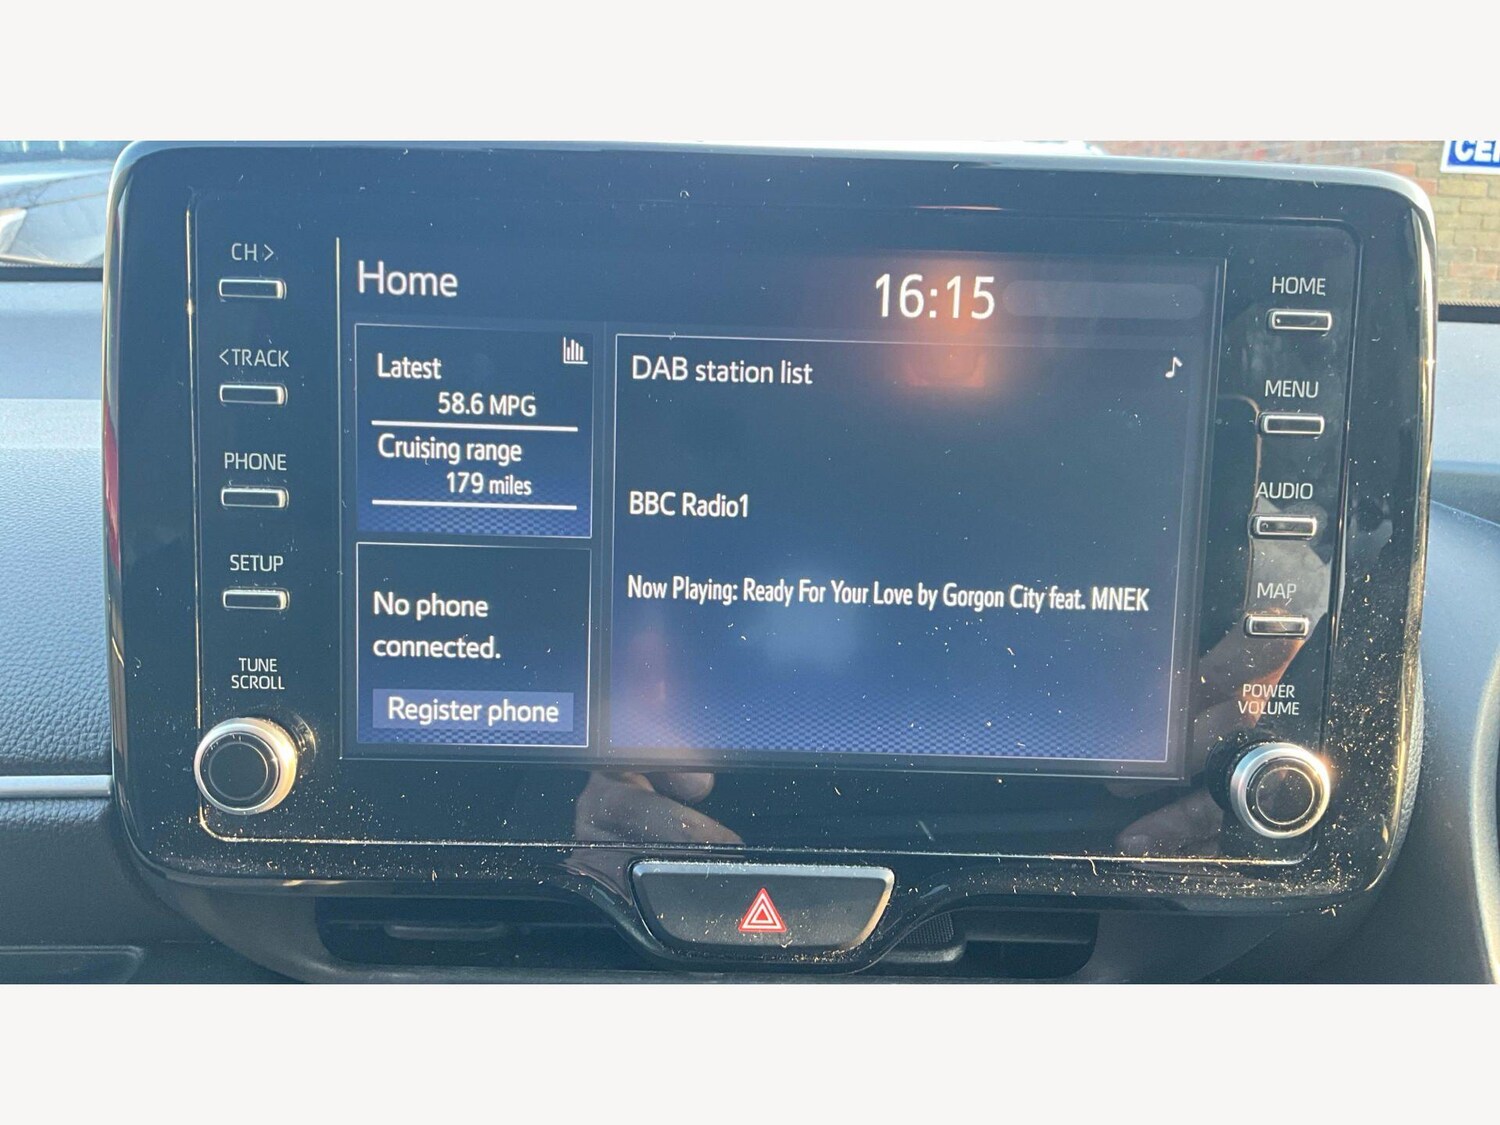 CH>
<TRACK
PHONE
SETUP
TUNE
SCROLL
Home
16:15
Latest
58.6 MPG
Cruising range
179 miles
No phone
connected.
Register phone
DAB station list
BBC Radio1
Now Playing: Ready For Your Love by Gorgon City feat. MNEK
HOME
MENU
AUDIO
MAP
POWER
VOLUME